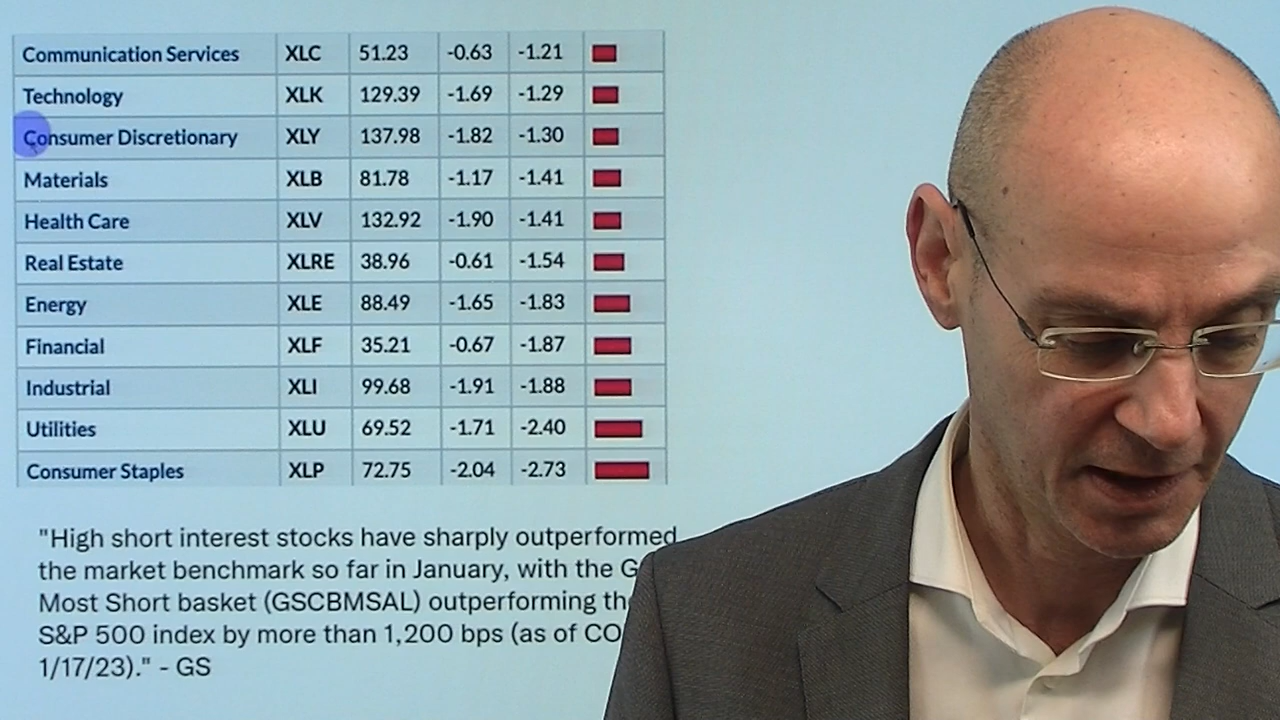 Communication Services XLC 51.23 -0.63 -1.21
Technology XLK 129.39 -1.69 -1.29
Consumer Discretionary XLY 137.98 -1.82 -1.30
Materials XLB 81.78 -1.17 -1.41
Health Care XLV 132.92 -1.90 -1.41
Real Estate XLRE 38.96 -0.61 -1.54
Energy XLE 88.49 -1.65 -1.83
Financial XLF 35.21 -0.67 -1.87
Industrial XLI 99.68 -1.91 -1.88
Utilities XLU 69.52 -1.71 -2.40
Consumer Staples XLP 72.75 -2.04 -2.73
"High short interest stocks have sharply outperformed
the market benchmark so far in January, with the
Most Short basket (GSCBMSAL) outperforming
S&P 500 index by more than 1,200 bps (as of
1/17/23)." - GS